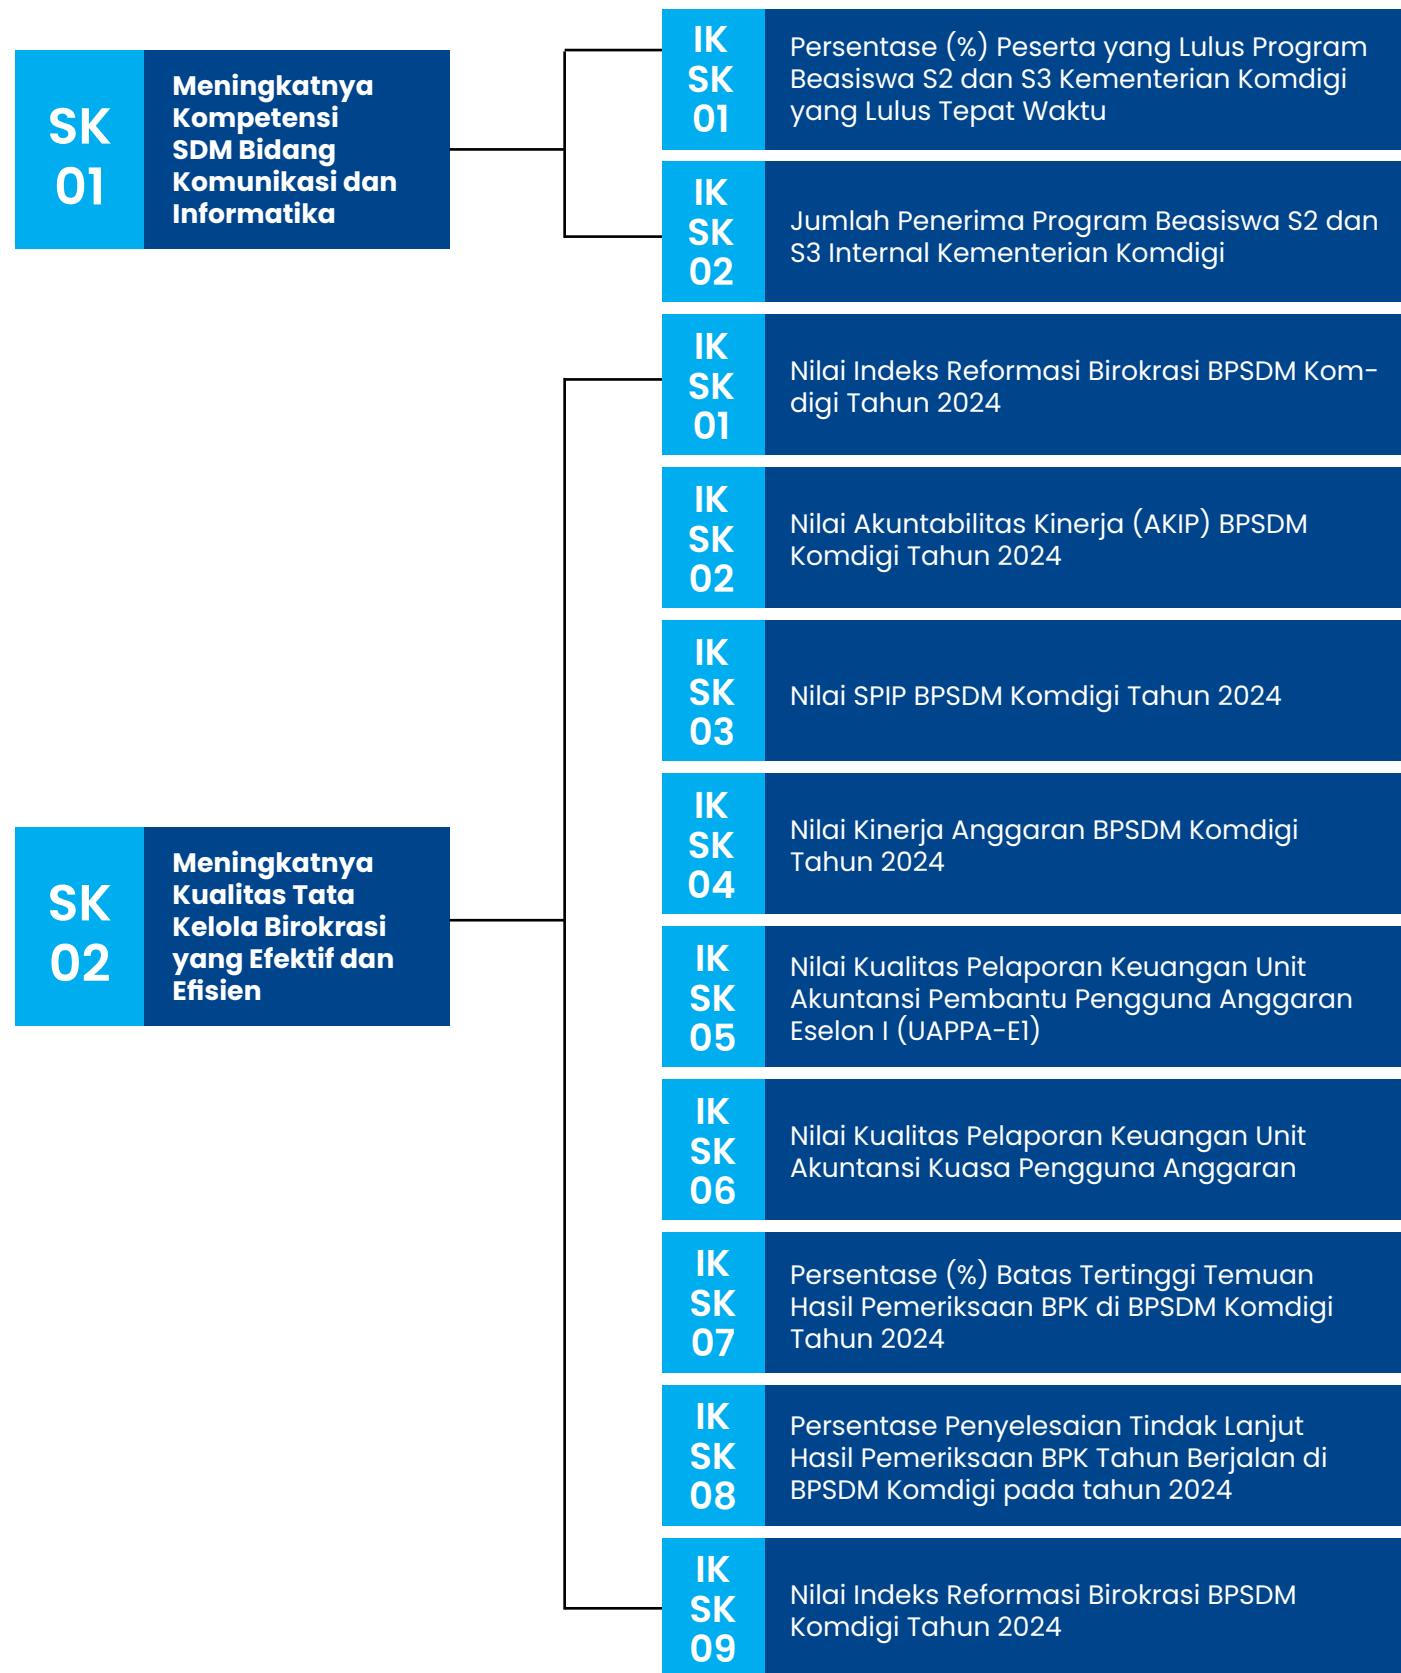 SK
01
Meningkatnya
Kompetensi
SDM Bidang
Komunikasi dan
Informatika
IK
SK
01
Persentase (%) Peserta yang Lulus Program
Beasiswa S2 dan S3 Kementerian Komdigi
yang Lulus Tepat Waktu
IK
SK
02
Jumlah Penerima Program Beasiswa S2 dan
S3 Internal Kementerian Komdigi
SK
02
Meningkatnya
Kualitas Tata
Kelola Birokrasi
yang Efektif dan
Efisien
IK
SK
01
Nilai Indeks Reformasi Birokrasi BPSDM Kom-
digi Tahun 2024
IK
SK
02
Nilai Akuntabilitas Kinerja (AKIP) BPSDM
Komdigi Tahun 2024
IK
SK
03
Nilai SPIP BPSDM Komdigi Tahun 2024
IK
SK
04
Nilai Kinerja Anggaran BPSDM Komdigi
Tahun 2024
IK
SK
05
Nilai Kualitas Pelaporan Keuangan Unit
Akuntansi Pembantu Pengguna Anggaran
Eselon I (UAPPA-E1)
IK
SK
06
Nilai Kualitas Pelaporan Keuangan Unit
Akuntansi Kuasa Pengguna Anggaran
IK
SK
07
Persentase (%) Batas Tertinggi Temuan
Hasil Pemeriksaan BPK di BPSDM Komdigi
Tahun 2024
IK
SK
08
Persentase Penyelesaian Tindak Lanjut
Hasil Pemeriksaan BPK Tahun Berjalan di
BPSDM Komdigi pada tahun 2024
IK
SK
09
Nilai Indeks Reformasi Birokrasi BPSDM
Komdigi Tahun 2024